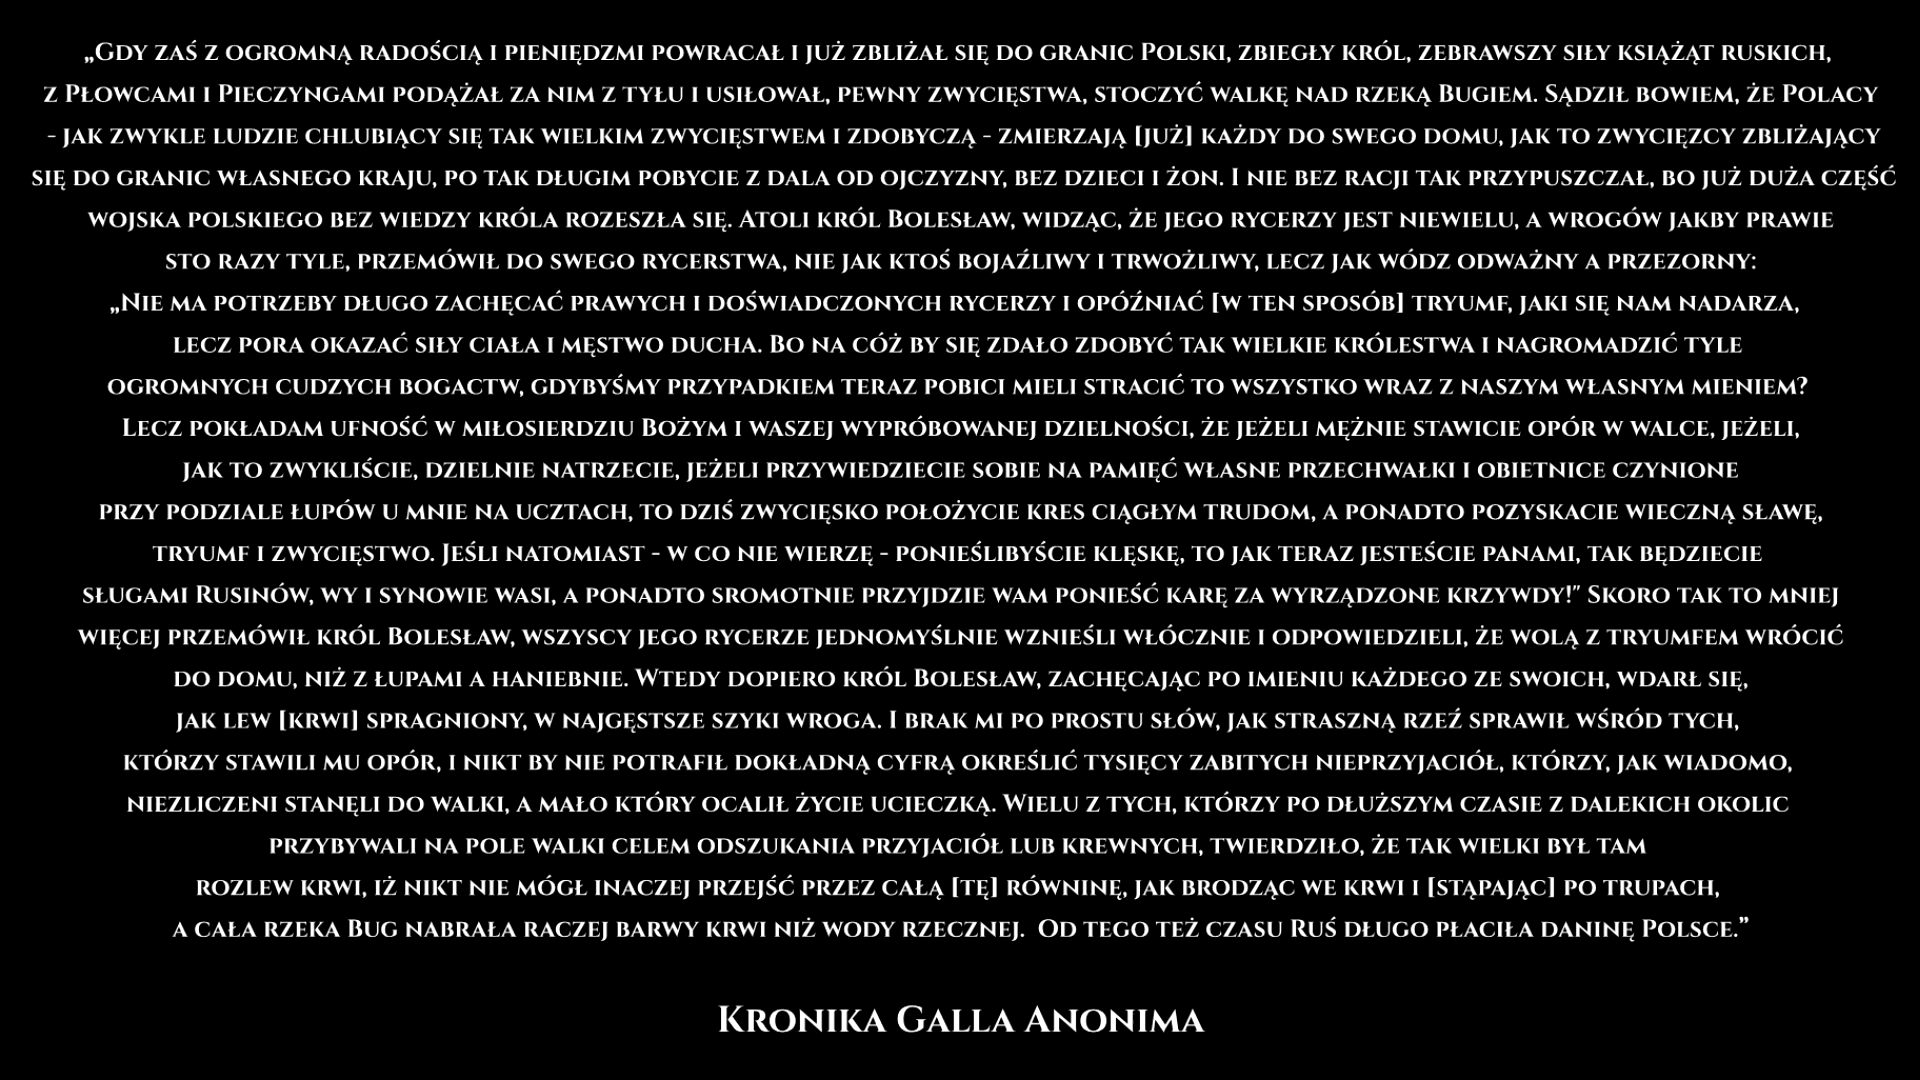 „Gdy zaś z ogromną radością i pieniędzmi powracał i już zbliżał się do granic Polski, zbiegły król, zebrawszy siły książąt ruskich,
z Płowcami i Pieczyngami podążał za nim z tyłu i usiłował, pewny zwycięstwa, stoczyć walkę nad rzeką Bugiem. Sądził bowiem, że Polacy
- jak zwykle ludzie chlubiący się tak wielkim zwycięstwem i zdobyczą - zmierzają [już] każdy do swego domu, jak to zwycięzcy zbliżający
się do granic własnego kraju, po tak długim pobycie z dala od ojczyzny, bez dzieci i żon. I nie bez racji tak przypuszczał, bo już duża część
wojska polskiego bez wiedzy króla rozeszła się. Atoli król Bolesław, widząc, że jego rycerzy jest niewielu, a wrogów jakby prawie
sto razy tyle, przemówił do swego rycerstwa, nie jak ktoś bojaźliwy i trwożliwy, lecz jak wódz odważny a przezorny:
„Nie ma potrzeby długo zachęcać prawych i doświadczonych rycerzy i opóźniać [w ten sposób] tryumf, jaki się nam nadarza,
lecz pora okazać siły ciała i męstwo ducha. Bo na cóż by się zdało zdobyć tak wielkie królestwa i nagromadzić tyle
ogromnych cudzych bogactw, gdybyśmy przypadkiem teraz pobici mieli stracić to wszystko wraz z naszym własnym mieniem?
Lecz pokładam ufność w miłosierdziu Bożym i waszej wypróbowanej dzielności, że jeżeli mężnie stawicie opór w walce, jeżeli,
jak to zwykliście, dzielnie natrzecie, jeżeli przywiedziecie sobie na pamięć własne przechwałki i obietnice czynione
przy podziale łupów u mnie na ucztach, to dziś zwycięsko położycie kres ciągłym trudom, a ponadto pozyskacie wieczną sławę,
tryumf i zwycięstwo. Jeśli natomiast - w co nie wierzę - ponieślibyście klęskę, to jak teraz jesteście panami, tak będziecie
sługami Rusinów, wy i synowie wasi, a ponadto sromotnie przyjdzie wam ponieść karę za wyrządzone krzywdy!" Skoro tak to mniej
więcej przemówił król Bolesław, wszyscy jego rycerze jednomyślnie wznieśli włócznie i odpowiedzieli, że wolą z tryumfem wrócić
do domu, niż z łupami a haniebnie. Wtedy dopiero król Bolesław, zachęcając po imieniu każdego ze swoich, wdarł się,
jak lew [krwi] spragniony, w najgęstsze szyki wroga. I brak mi po prostu słów, jak straszną rzeź sprawił wśród tych,
którzy stawili mu opór, i nikt by nie potrafił dokładną cyfrą określić tysięcy zabitych nieprzyjaciół, którzy, jak wiadomo,
niezliczeni stanęli do walki, a mało który ocalił życie ucieczką. Wielu z tych, którzy po dłuższym czasie z dalekich okolic
przybywali na pole walki celem odszukania przyjaciół lub krewnych, twierdziło, że tak wielki był tam
rozlew krwi, iż nikt nie mógł inaczej przejść przez całą [tę] równinę, jak brodząc we krwi i [stąpając] po trupach,
a cała rzeka Bug nabrała raczej barwy krwi niż wody rzecznej.  Od tego też czasu Ruś długo płaciła daninę Polsce.”
Kronika Galla Anonima